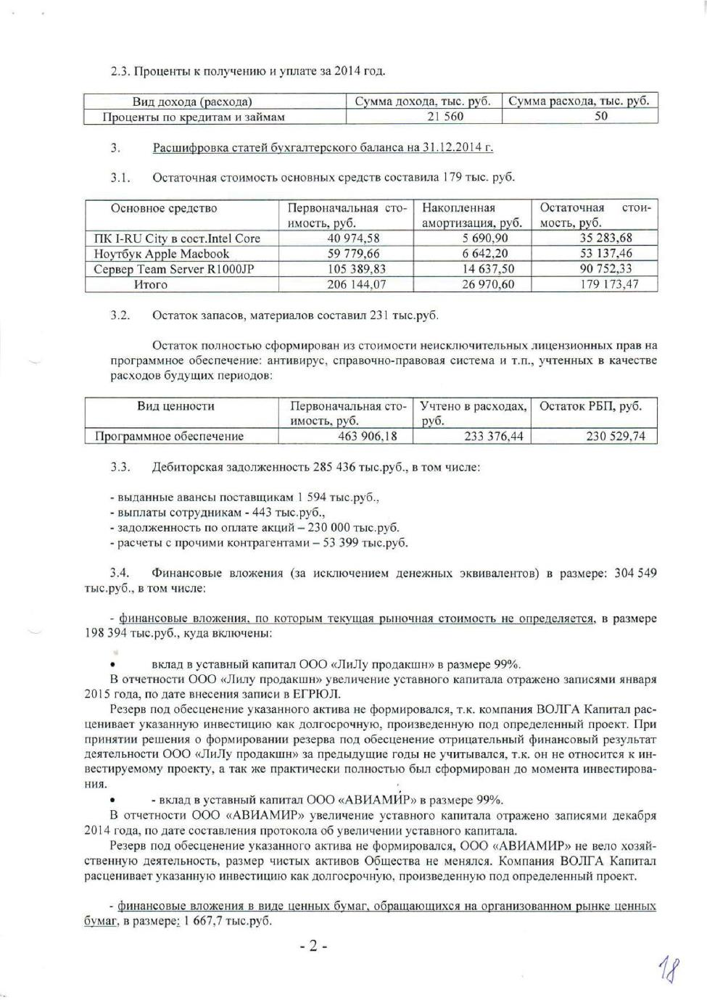 2.3. Проценты к получению и уплате за 2014 год.
Вид дохода (расхода) Сумма дохода, тыс. руб. Сумма расхода, тыс. руб.
Проценты по кредитам и займам 21 560 50
3. Расшифровка статей бухгалтерского баланса на 31.12.2014 г.
3.1. Остаточная стоимость основных средств составила 179 тыс. руб.
Основное средство Первоначальная сто- Накопленная Остаточная стои-
имость, руб. амортизация, руб. мость, руб.
ПК I-RU City в сост.Intel Core 40 974,58 5 690,90 35 283,68
Ноутбук Apple Macbook 59 779,66 6 642,20 53 137,46
Сервер Team Server R1000JP 105 389,83 14 637,50 90 752,33
Итого 206 144,07 26 970,60 179 173,47
3.2. Остаток запасов, материалов составил 231 тыс.руб.
Остаток полностью сформирован из стоимости неисключительных лицензионных прав на
программное обеспечение: антивирус, справочно-правовая система и т.п., учтенных в качестве
расходов будущих периодов:
Вид ценности Первоначальная сто- Учтено в расходах, Остаток РБП, руб.
имость, руб. руб.
Программное обеспечение 463 906,18 233 376,44 230 529,74
3.3. Дебиторская задолженность 285 436 тыс.руб., в том числе:
- выданные авансы поставщикам 1 594 тыс.руб.,
- выплаты сотрудникам - 443 тыс.руб.,
- задолженность по оплате акций – 230 000 тыс.руб.
- расчеты с прочими контрагентами – 53 399 тыс.руб.
3.4. Финансовые вложения (за исключением денежных эквивалентов) в размере: 304 549
тыс.руб., в том числе:
- финансовые вложения, по которым текущая рыночная стоимость не определяется, в размере
198 394 тыс.руб., куда включены:
• вклад в уставный капитал ООО «ЛиЛу продакшн» в размере 99%.
В отчетности ООО «Лилу продакшн» увеличение уставного капитала отражено записями января
2015 года, по дате внесения записи в ЕГРЮЛ.
Резерв под обесценение указанного актива не формировался, т.к. компания ВОЛГА Капитал рас-
ценивает указанную инвестицию как долгосрочную, произведенную под определенный проект. При
принятии решения о формировании резерва под обесценение отрицательный финансовый результат
деятельности ООО «ЛиЛу продакшн» за предыдущие годы не учитывался, т.к. он не относится к ин-
вестируемому проекту, а так же практически полностью был сформирован до момента инвестирова-
ния.
• - вклад в уставный капитал ООО «АВИАМИР» в размере 99%.
В отчетности ООО «АВИАМИР» увеличение уставного капитала отражено записями декабря
2014 года, по дате составления протокола об увеличении уставного капитала.
Резерв под обесценение указанного актива не формировался, ООО «АВИАМИР» не вело хозяй-
ственную деятельность, размер чистых активов Общества не менялся. Компания ВОЛГА Капитал
расценивает указанную инвестицию как долгосрочную, произведенную под определенный проект.
- финансовые вложения в виде ценных бумаг, обращающихся на организованном рынке ценных
бумаг, в размере: 1 667,7 тыс.руб.
- 2 -
18